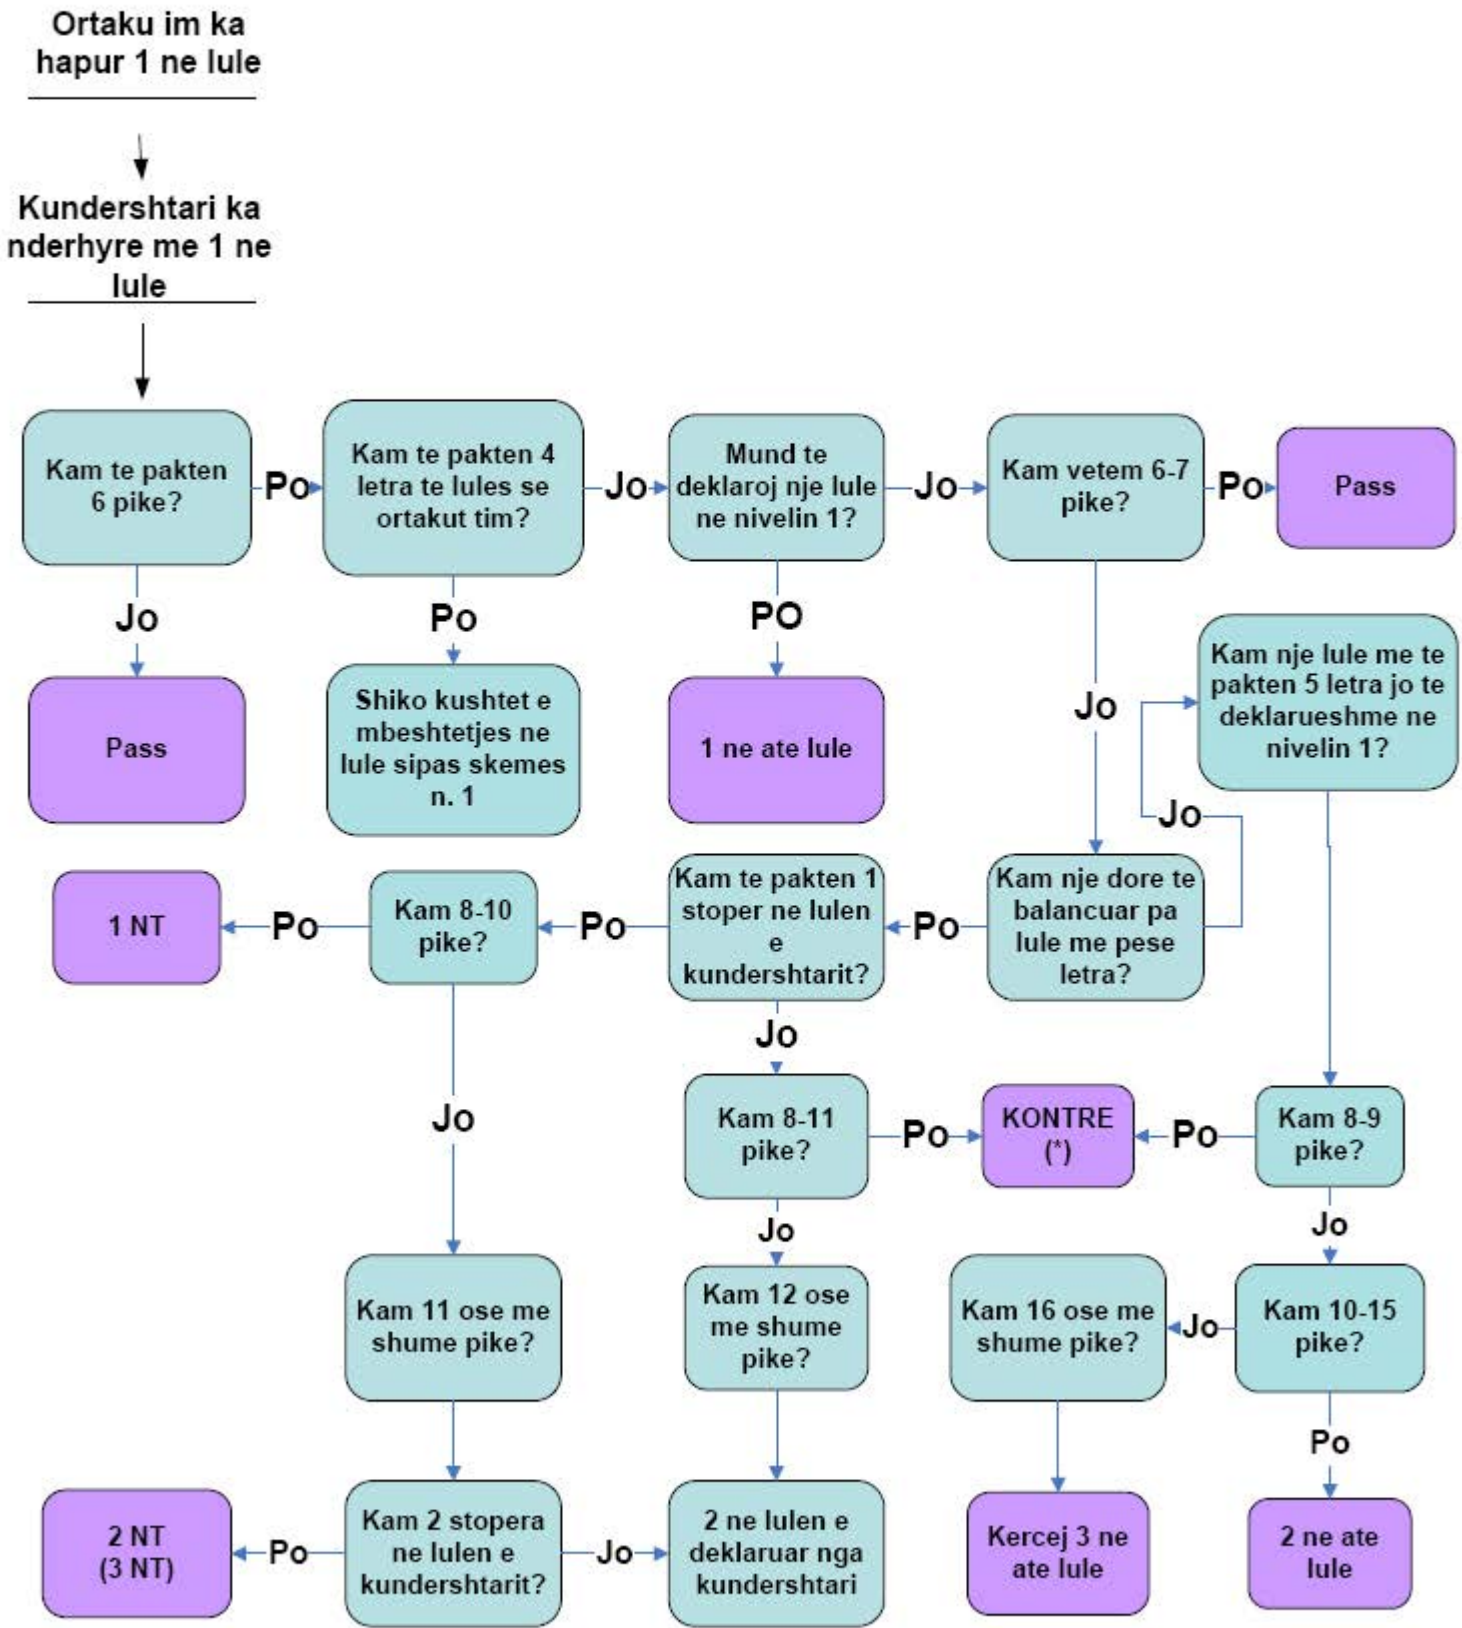 Ortaku im ka
hapur 1 ne lule
Kundershtari ka
nderhyre me 1 ne
lule
Kam te pakten
6 pike?
Po
Kam te pakten 4
letra te lules se
ortakut tim?
Jo
Mund te
deklaroj nje lule
ne nivelin 1?
Jo
Kam vetem 6-7
pike?
Po
Pass
Jo
Po
PO
Jo
Kam nje lule me te
pakten 5 letra jo te
deklarueshme ne
nivelin 1?
Pass
Shiko kushtet e
mbeshtetjes ne
lule sipas skemes
n. 1
1 ne ate lule
Jo
1 NT
Po
Kam 8-10
pike?
Po
Kam te pakten 1
stoper ne lulen
e
kundershtarit?
Po
Kam nje dore te
balancuar pa
lule me pese
letra?
Jo
Jo
Kam 8-11
pike?
Po
KONTRE
(*)
Po
Kam 8-9
pike?
Jo
Jo
Kam 11 ose me
shume pike?
Kam 12 ose
me shume
pike?
Kam 16 ose me
shume pike?
Jo
Kam 10-15
pike?
Po
2 NT
(3 NT)
Po
Kam 2 stopera
ne lulen e
kundershtarit?
Jo
2 ne lulen e
deklaruar nga
kundershtari
Kercej 3 ne
ate lule
2 ne ate
lule